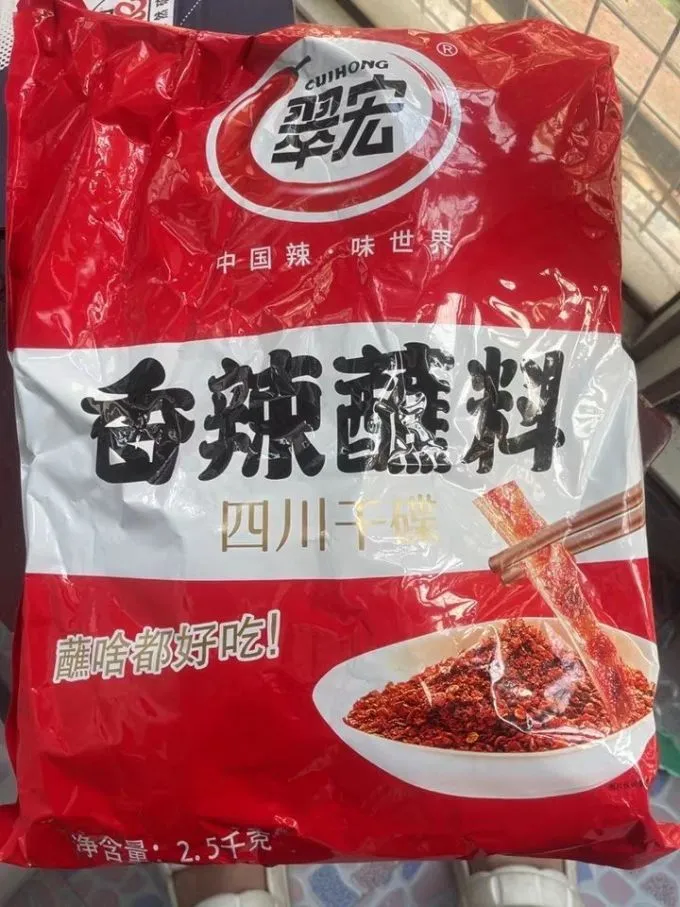 CUIHONG
®
翠宏
中国辣 味世界
香辣蘸料
四川干碟
蘸啥都好吃!
净含量: 2.5千克